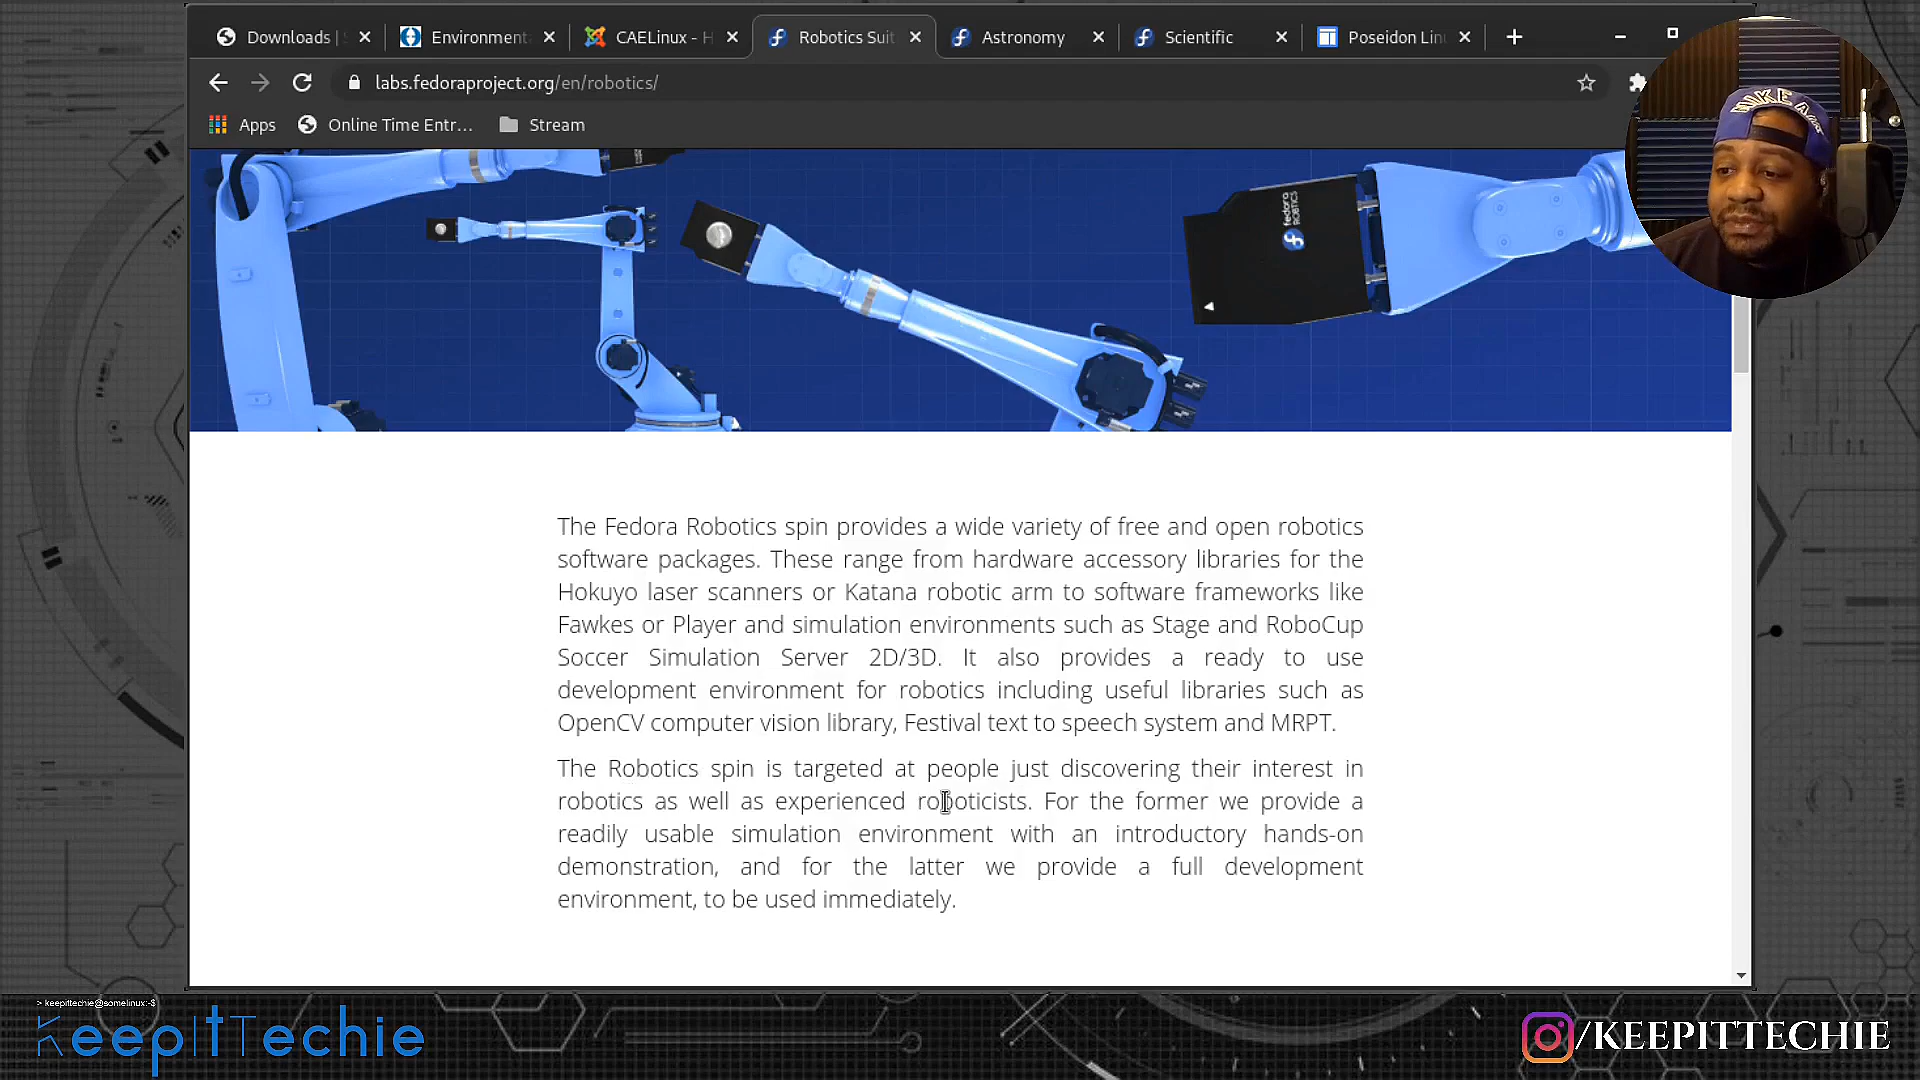 Downloads | S
Environmenta
CAELinux - H
Robotics Suit
Astronomy
Scientific
Poseidon Linu
labs.fedoraproject.org/en/robotics/
Apps
Online Time Entr...
Stream
fedora
ROBOTICS
NIKE A
The Fedora Robotics spin provides a wide variety of free and open robotics
software packages. These range from hardware accessory libraries for the
Hokuyo laser scanners or Katana robotic arm to software frameworks like
Fawkes or Player and simulation environments such as Stage and RoboCup
Soccer Simulation Server 2D/3D. It also provides a ready to use
development environment for robotics including useful libraries such as
OpenCV computer vision library, Festival text to speech system and MRPT.
The Robotics spin is targeted at people just discovering their interest in
robotics as well as experienced roboticists. For the former we provide a
readily usable simulation environment with an introductory hands-on
demonstration, and for the latter we provide a full development
environment, to be used immediately.
> keepittechie@somelinux:~$
KeepItTechie
/KEEPITTECHIE